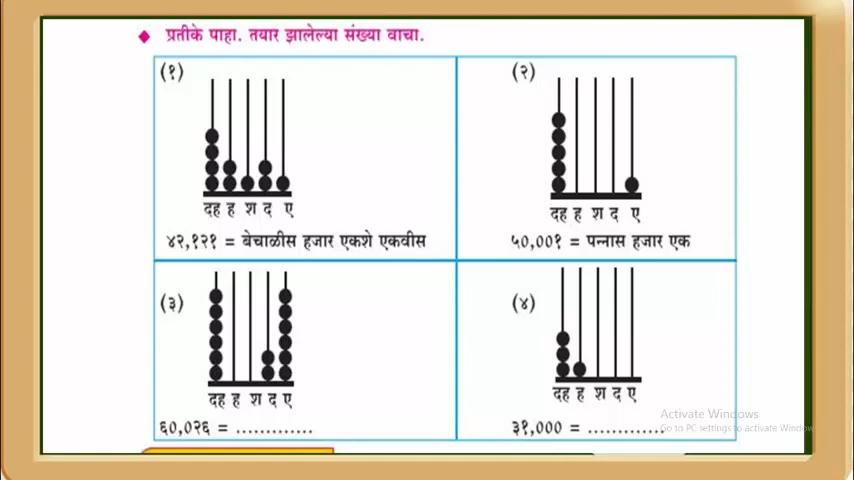 ◆ प्रतीके पाहा. तयार झालेल्या संख्या वाचा.
(१)
दह ह श द ए
४२,१२१ = बेचाळीस हजार एकशे एकवीस
(२)
दह ह श द ए
५०,००१ = पन्नास हजार एक
(३)
दह ह श द ए
६०,०२६ = .............
(४)
दह ह श द ए
३१,००० = .............
Activate Windows
Go to PC settings to activate Window